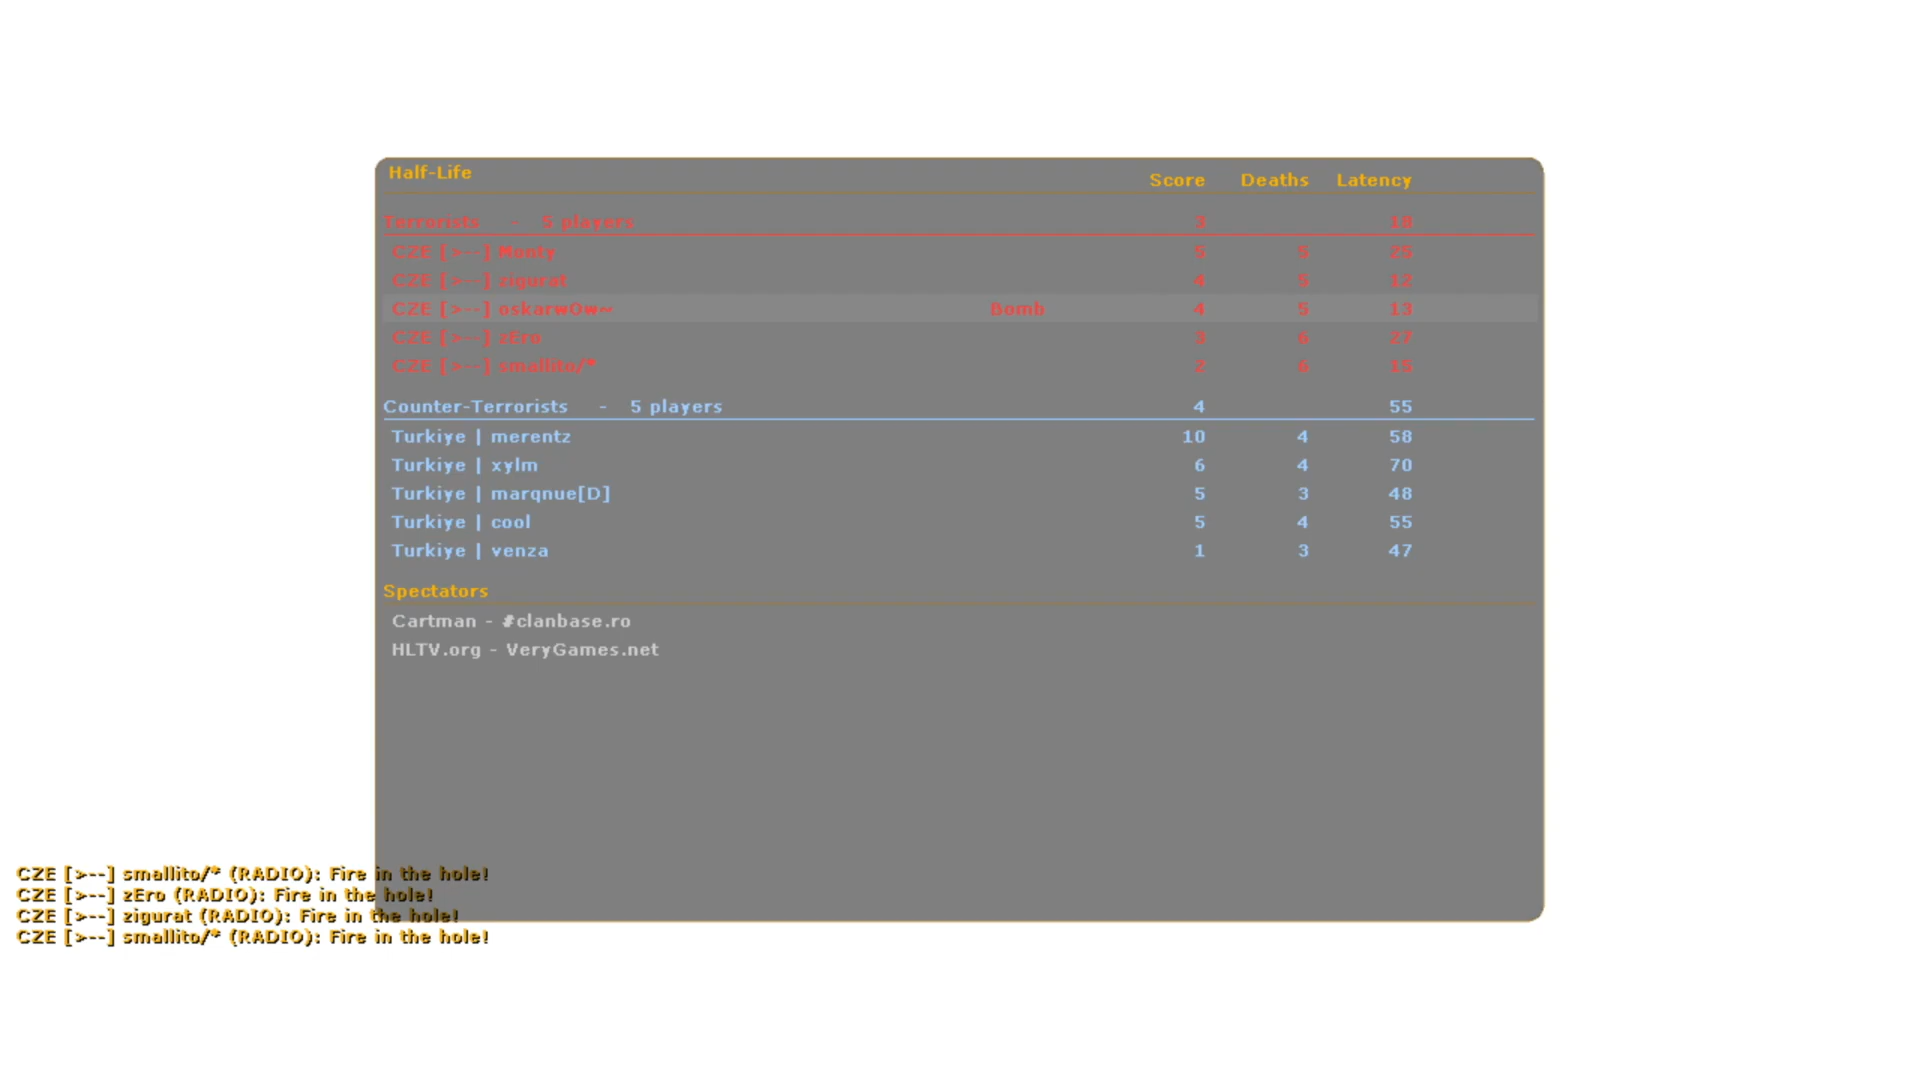 Half-Life
Score Deaths Latency
Terrorists - 5 players 3 18
CZE [>--] Monty 5 5 25
CZE [>--] zigurat 4 5 12
CZE [>--] oskarwOw~ Bomb 4 5 13
CZE [>--] zEro 3 6 27
CZE [>--] smallito/* 2 6 15
Counter-Terrorists - 5 players 4 55
Turkiye | merentz 10 4 58
Turkiye | xylm 6 4 70
Turkiye | marqnue[D] 5 3 48
Turkiye | cool 5 4 55
Turkiye | venza 1 3 47
Spectators
Cartman - #clanbase.ro
HLTV.org - VeryGames.net
CZE [>--] smallito/* (RADIO): Fire in the hole!
CZE [>--] zEro (RADIO): Fire in the hole!
CZE [>--] zigurat (RADIO): Fire in the hole!
CZE [>--] smallito/* (RADIO): Fire in the hole!